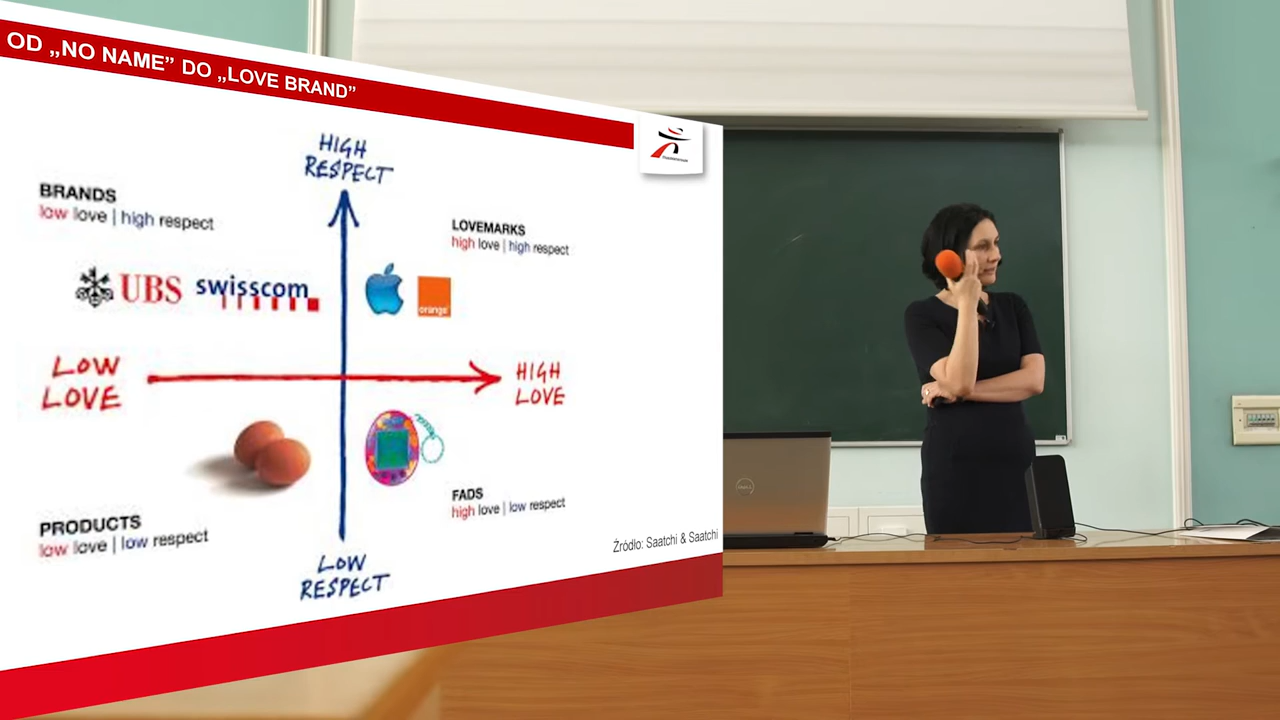 OD „NO NAME” DO „LOVE BRAND”
HIGH
RESPECT
BRANDS
low love | high respect
LOVEMARKS
high love | high respect
UBS
swisscom
orange
LOW
LOVE
HIGH
LOVE
FADS
high love | low respect
PRODUCTS
low love | low respect
LOW
RESPECT
Źródło: Saatchi & Saatchi
DELL